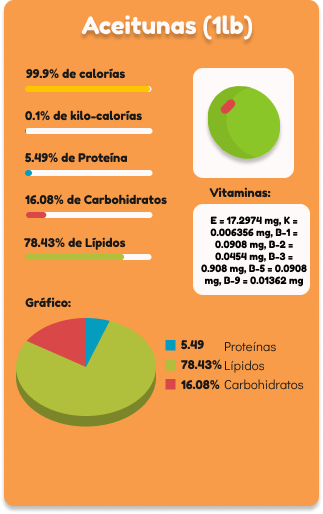 Aceitunas (1lb)
99.9% de calorías
0.1% de kilo-calorías
5.49% de Proteína
16.08% de Carbohidratos
78.43% de Lípidos
Vitaminas:
E = 17.2974 mg, K =
0.006356 mg, B-1 =
0.0908 mg, B-2 =
0.0454 mg, B-3 =
0.908 mg, B-5 = 0.0908
mg, B-9 = 0.01362 mg
Gráfico:
5.49 Proteínas
78.43% Lípidos
16.08% Carbohidratos